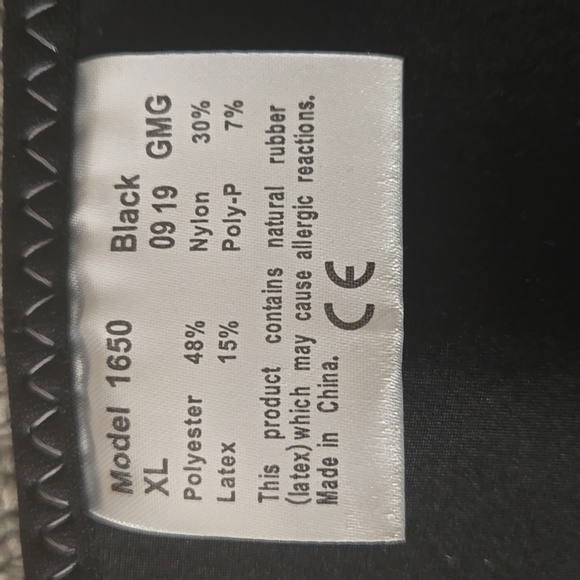 Model 1650 Black
XL 09 19 GMG
Polyester 48% Nylon 30%
Latex 15% Poly-P 7%
This product contains natural rubber
(latex) which may cause allergic reactions.
Made in China. CE